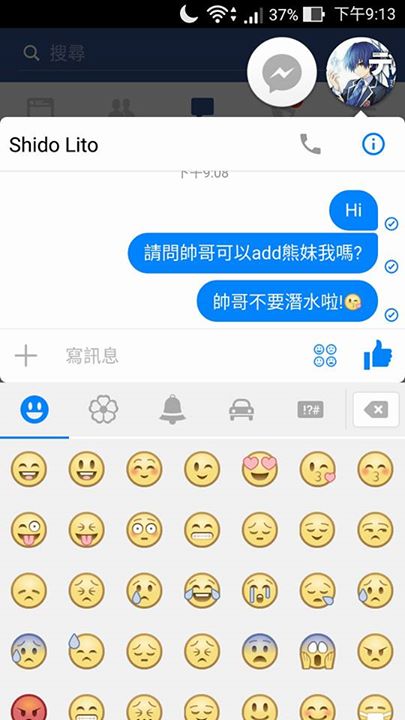 37% 下午9:13
搜尋
Shido Lito
下午9:08
Hi
請問帥哥可以add熊妹我嗎?
帥哥不要潛水啦!
寫訊息
!?#